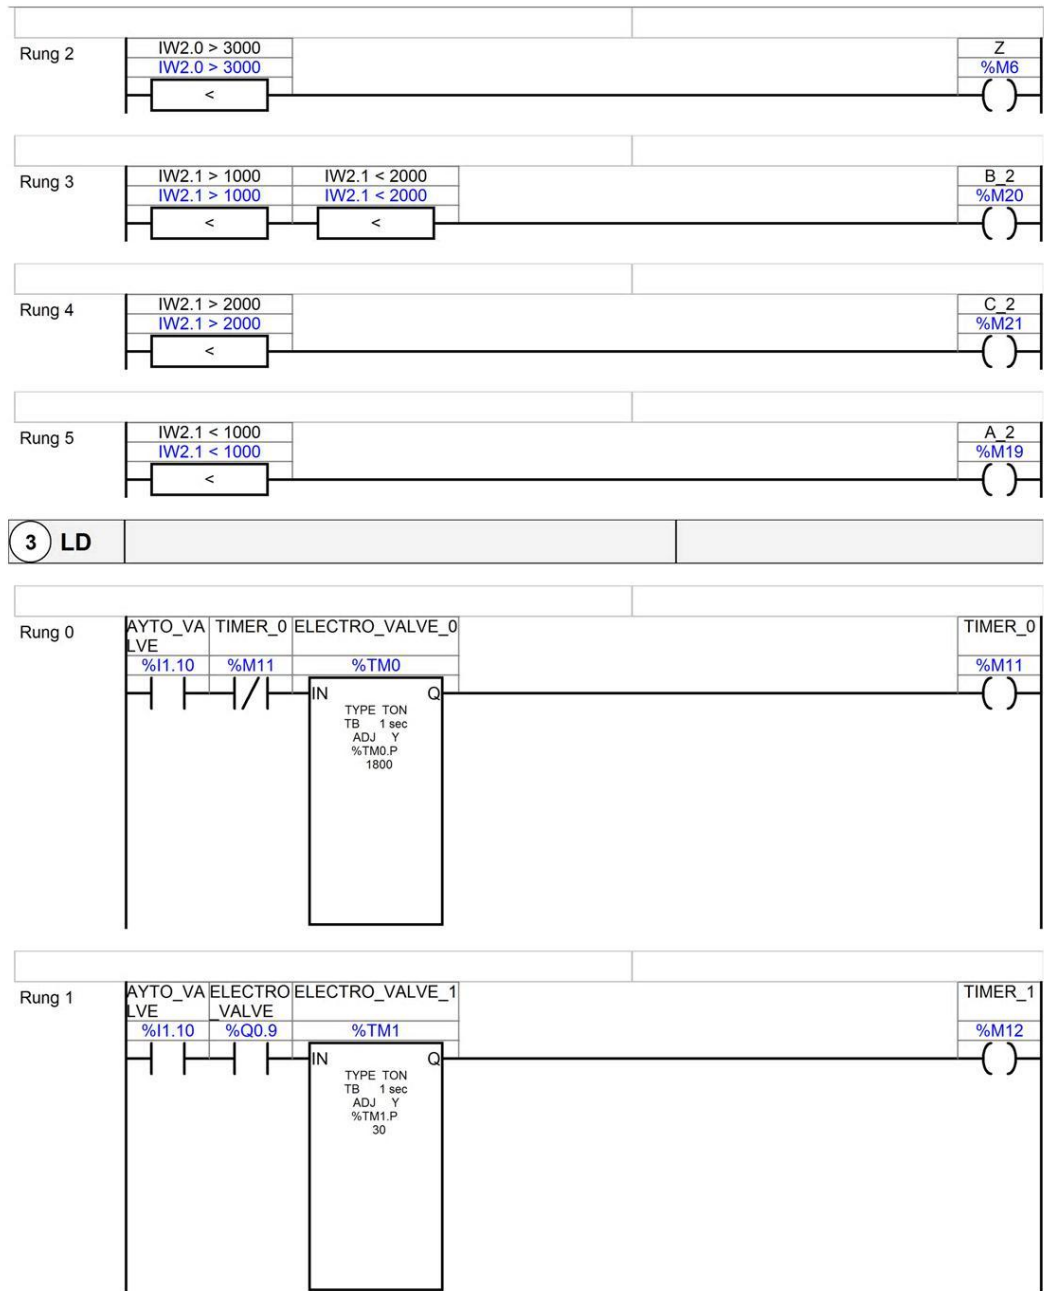 Rung 2
IW2.0 > 3000
IW2.0 > 3000
<
Z
%M6
Rung 3
IW2.1 > 1000 IW2.1 < 2000
IW2.1 > 1000 IW2.1 < 2000
< <
B_2
%M20
Rung 4
IW2.1 > 2000
IW2.1 > 2000
<
C_2
%M21
Rung 5
IW2.1 < 1000
IW2.1 < 1000
<
A_2
%M19
3 LD
Rung 0
AYTO_VA TIMER_0 ELECTRO_VALVE_0
LVE
%I1.10 %M11 %TM0
IN Q
TYPE TON
TB 1 sec
ADJ Y
%TM0.P
1800
TIMER_0
%M11
Rung 1
AYTO_VA ELECTRO ELECTRO_VALVE_1
LVE _VALVE
%I1.10 %Q0.9 %TM1
IN Q
TYPE TON
TB 1 sec
ADJ Y
%TM1.P
30
TIMER_1
%M12